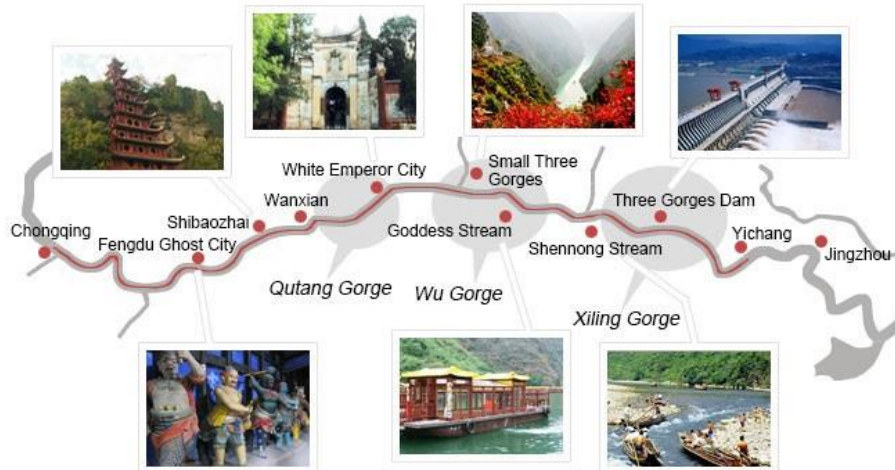 White Emperor City
Small Three
Gorges
Wanxian
Shibaozhai
Chongqing
Fengdu Ghost City
Goddess Stream
Three Gorges Dam
Shennong Stream
Yichang
Jingzhou
Qutang Gorge
Wu Gorge
Xiling Gorge